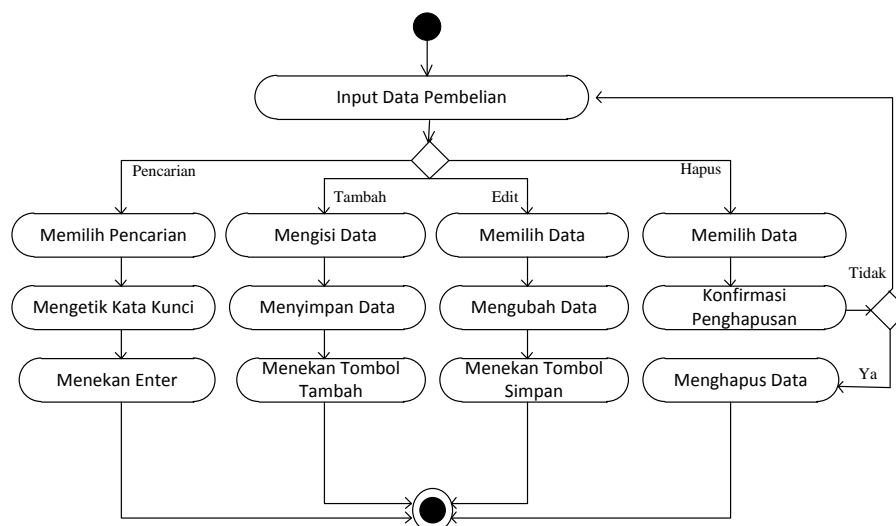 Input Data Pembelian
Pencarian
Tambah
Edit
Hapus
Memilih Pencarian
Mengisi Data
Memilih Data
Memilih Data
Tidak
Mengetik Kata Kunci
Menyimpan Data
Mengubah Data
Konfirmasi
Penghapusan
Menekan Enter
Menekan Tombol
Tambah
Menekan Tombol
Simpan
Menghapus Data
Ya